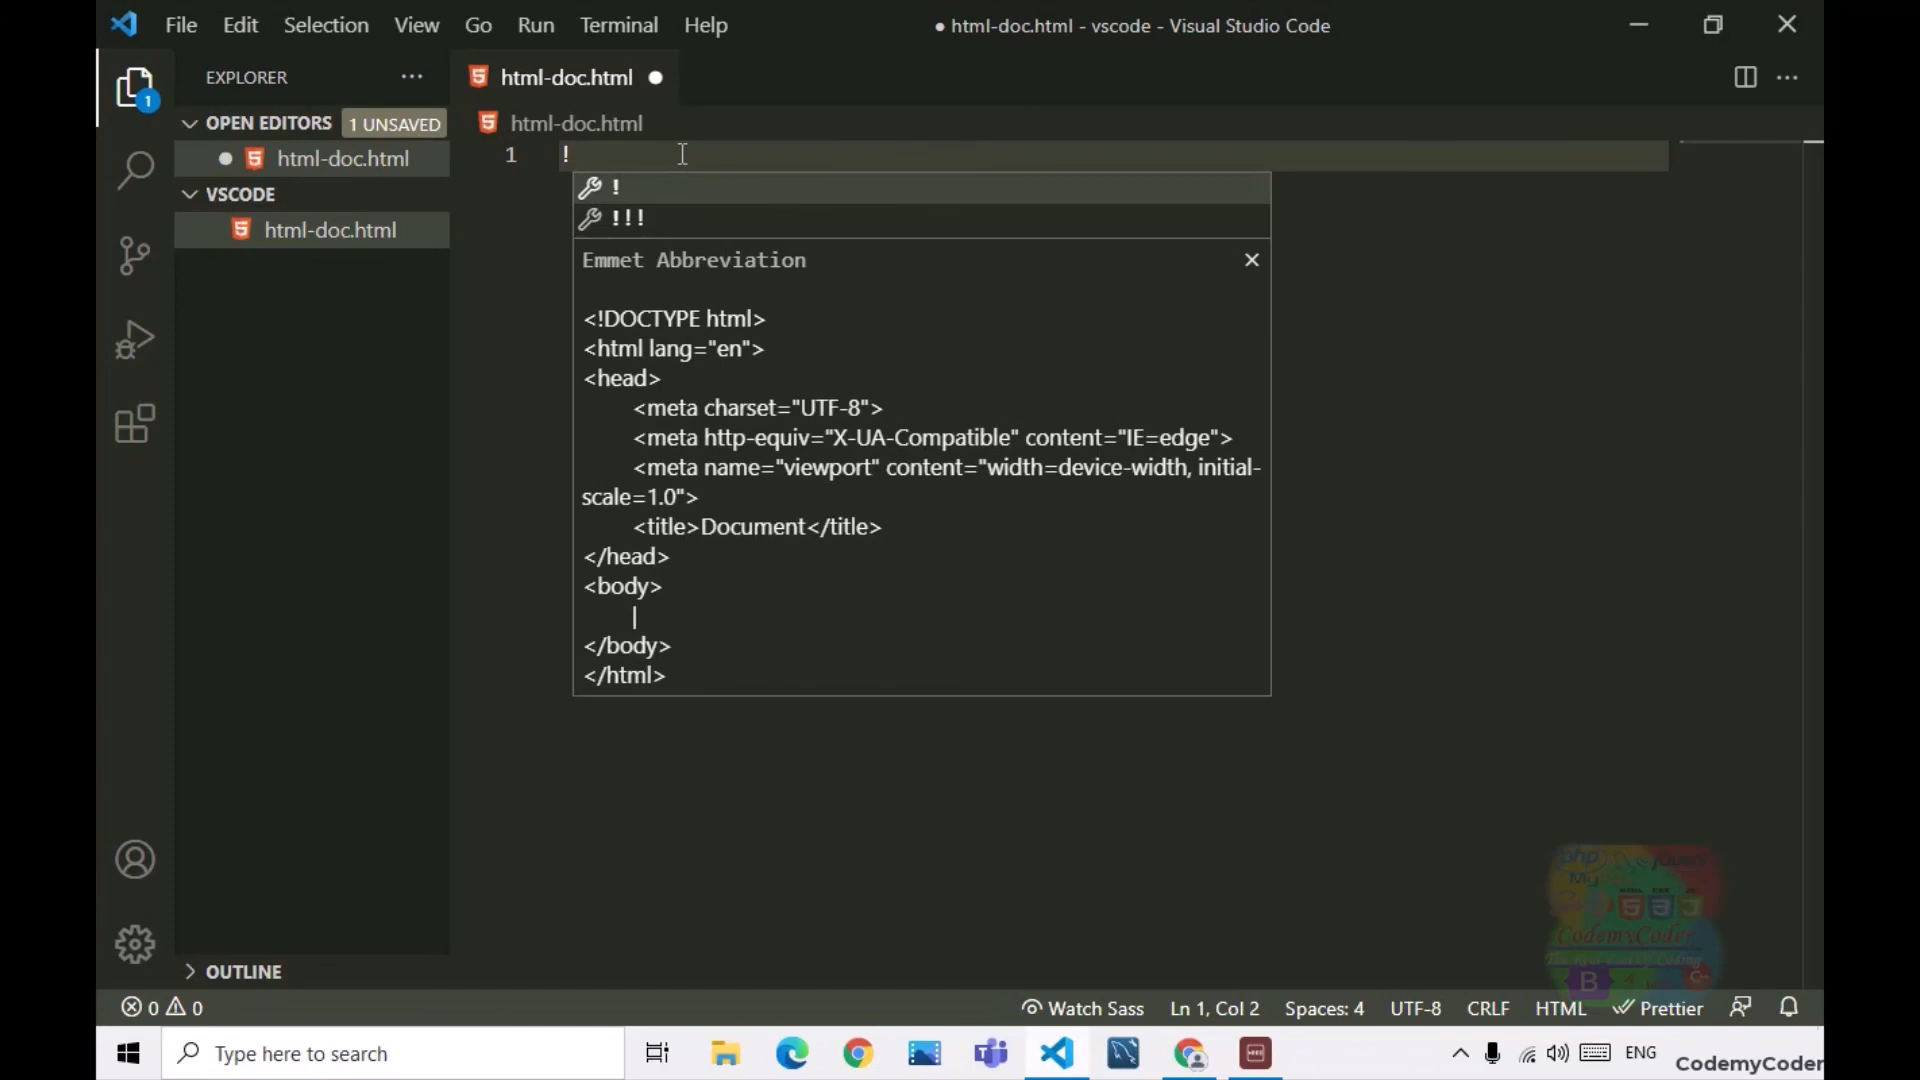 File Edit Selection View Go Run Terminal Help
● html-doc.html - vscode - Visual Studio Code
EXPLORER
html-doc.html
1
OPEN EDITORS
1 UNSAVED
html-doc.html
VSCODE
html-doc.html
OUTLINE
html-doc.html
1 !
!
!!!
Emmet Abbreviation
<!DOCTYPE html>
<html lang="en">
<head>
<meta charset="UTF-8">
<meta http-equiv="X-UA-Compatible" content="IE=edge">
<meta name="viewport" content="width=device-width, initial-
scale=1.0">
<title>Document</title>
</head>
<body>
</body>
</html>
php
My
CodemyCoder
B
0 0 Watch Sass Ln 1, Col 2 Spaces: 4 UTF-8 CRLF HTML Prettier
Type here to search
ENG
CodemyCoder